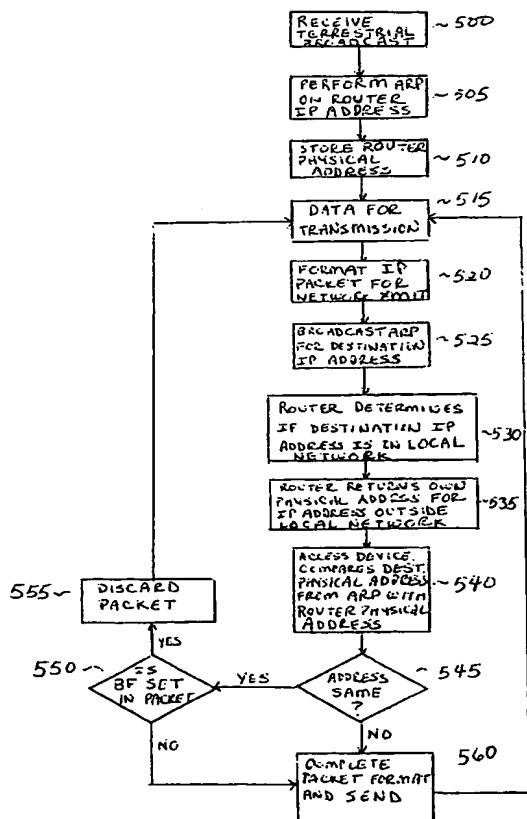 RECEIVE
TERRESTRIAL
BROADCAST
~500
PERFORM ARP
ON ROUTER
IP ADDRESS
~505
STORE ROUTER
PHYSICAL
ADDRESS
~510
DATA FOR
TRANSMISSION
~515
FORMAT IP
PACKET FOR
NETWORK XMIT
~520
BROADCAST ARP
FOR DESTINATION
IP ADDRESS
~525
ROUTER DETERMINES
IF DESTINATION IP
ADDRESS IS IN LOCAL
NETWORK
~530
ROUTER RETURNS OWN
PHYSICAL ADDRESS FOR
IP ADDRESS OUTSIDE
LOCAL NETWORK
~535
ACCESS DEVICE
COMPARES DEST.
PHYSICAL ADDRESS
FROM ARP WITH
ROUTER PHYSICAL
ADDRESS
~540
ADDRESS
SAME
?
545
YES
NO
550
IS
BF SET
IN PACKET
YES
NO
555~
DISCARD
PACKET
COMPLETE
PACKET FORMAT
AND SEND
560